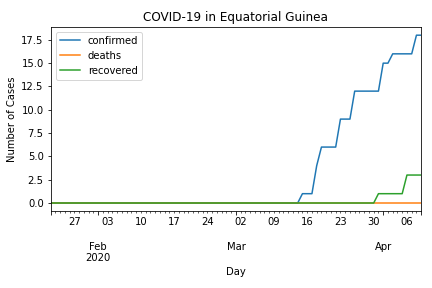 COVID-19 in Equatorial Guinea
confirmed
deaths
recovered
Number of Cases
17.5
15.0
12.5
10.0
7.5
5.0
2.5
0.0
27 03 10 17 24 02 09 16 23 30 06
Feb Mar Apr
2020
Day